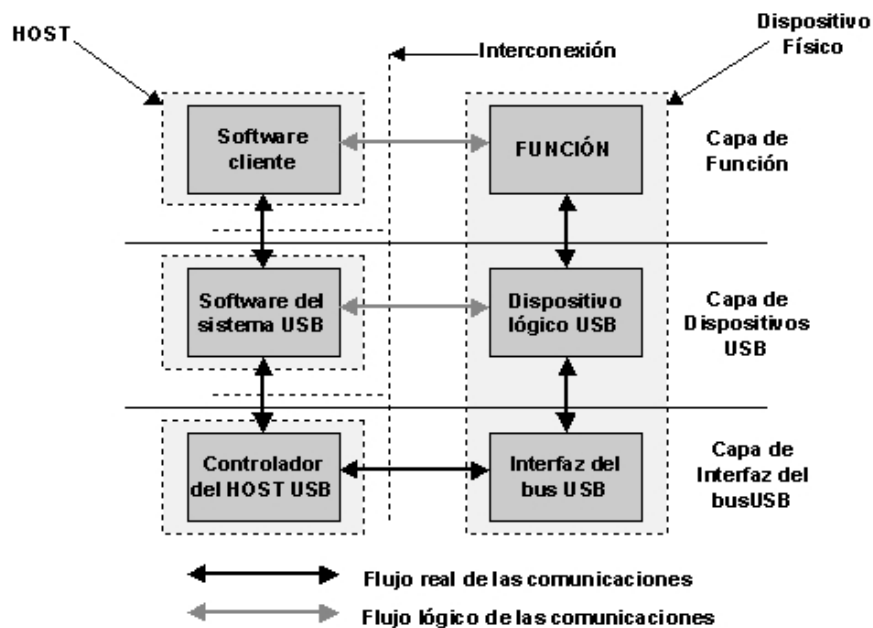 HOST
Interconexión
Dispositivo
Físico
Software
cliente
FUNCIÓN
Capa de
Función
Software del
sistema USB
Dispositivo
lógico USB
Capa de
Dispositivos
USB
Controlador
del HOST USB
Interfaz del
bus USB
Capa de
Interfaz del
busUSB
Flujo real de las comunicaciones
Flujo lógico de las comunicaciones